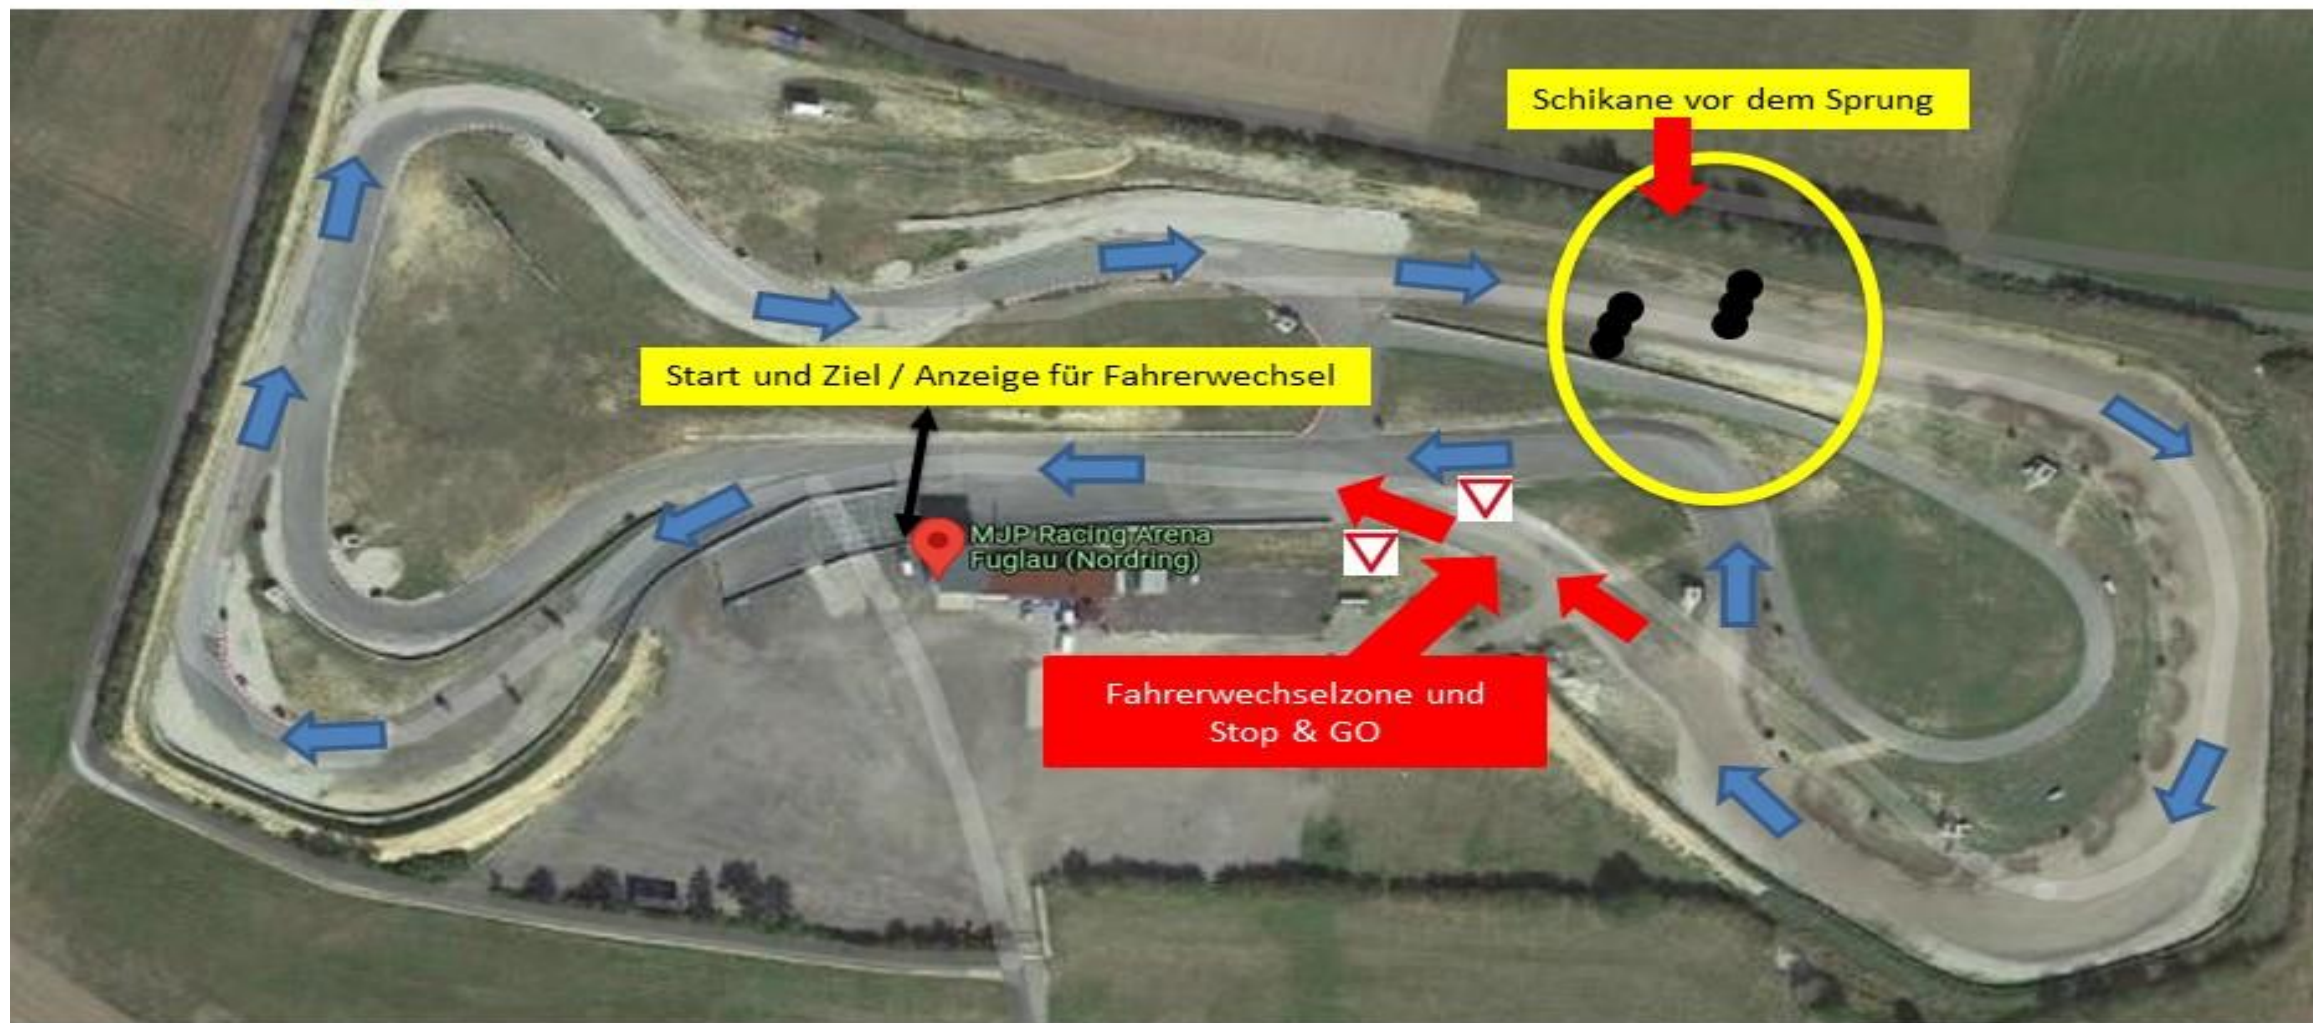 Schikane vor dem Sprung
Start und Ziel / Anzeige für Fahrerwechsel
MJP Racing Arena
Fuglau (Nordring)
Fahrerwechselzone und
Stop & GO